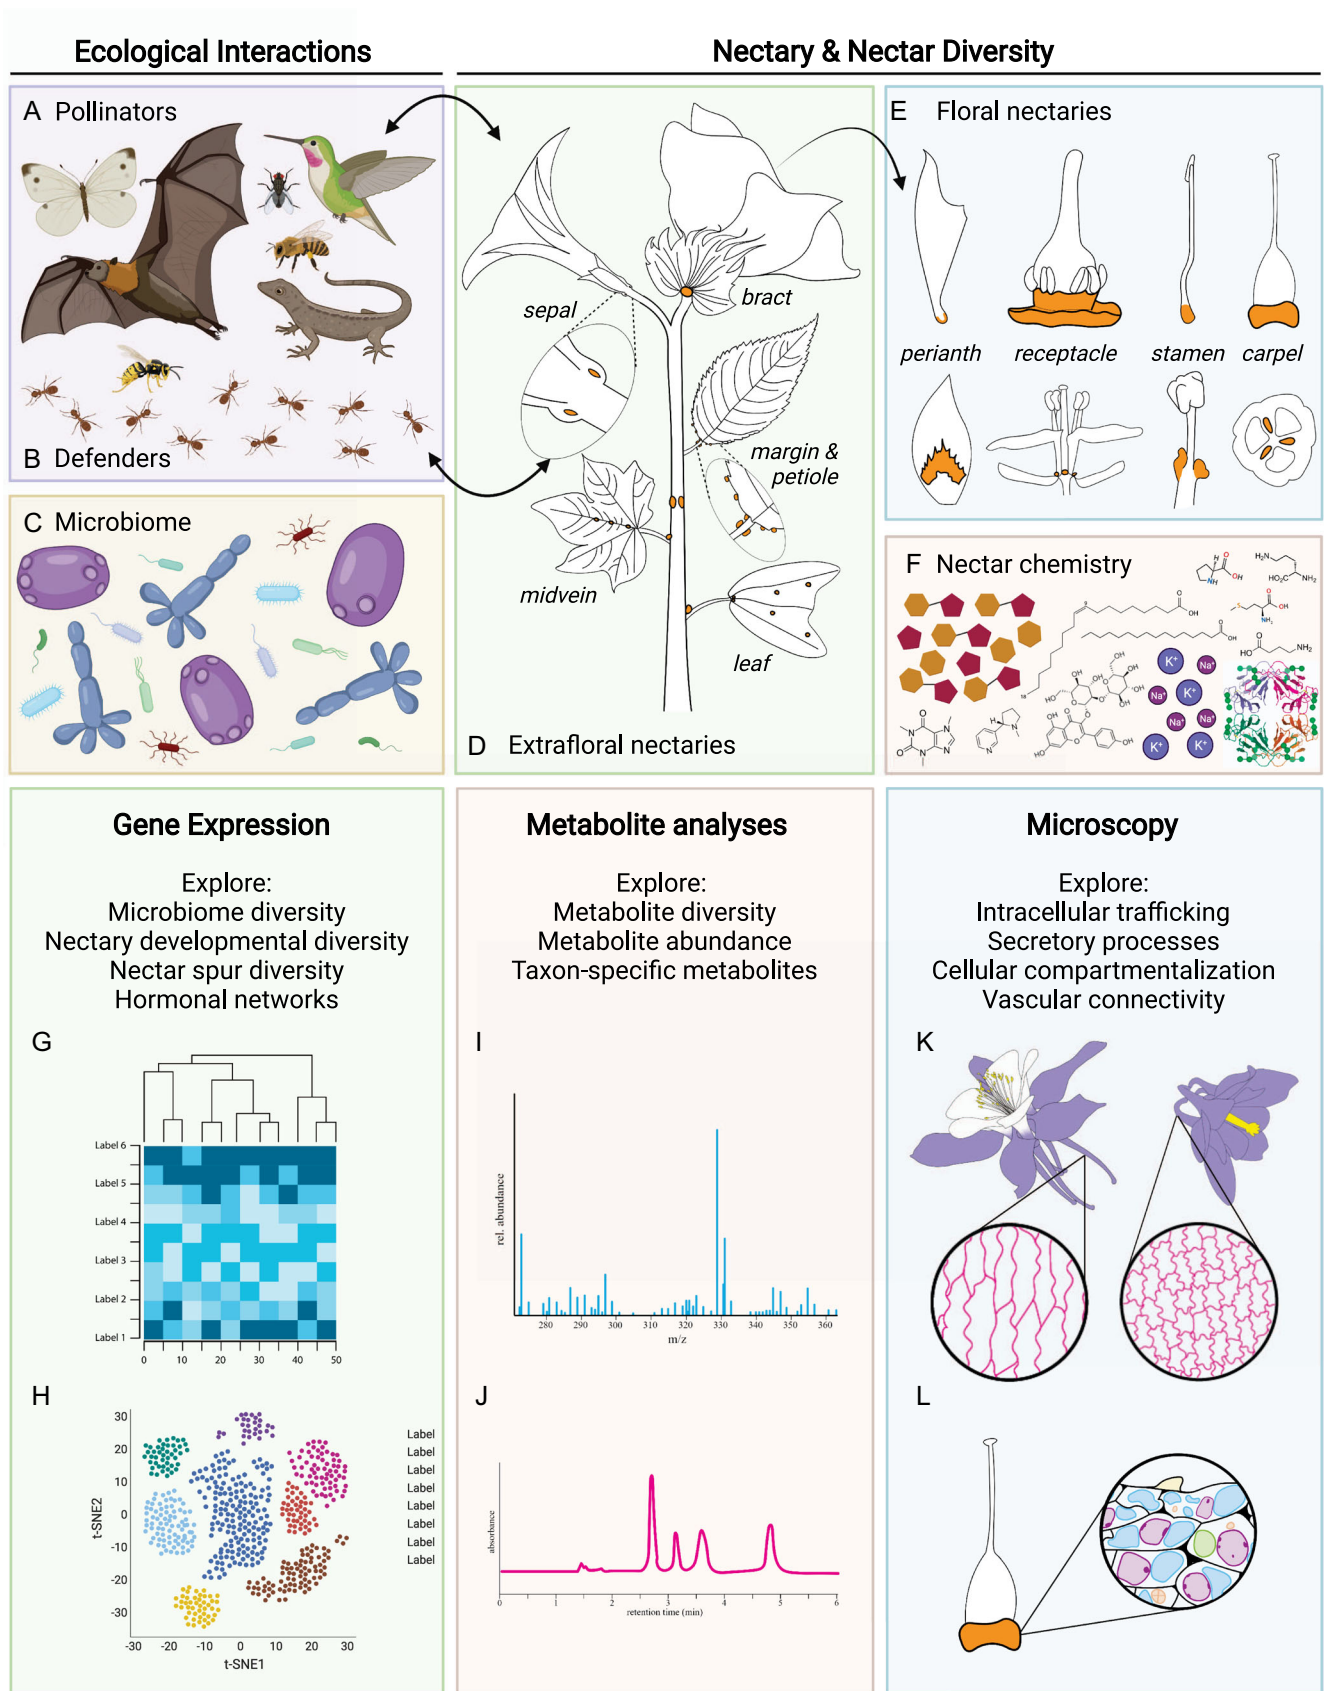 Ecological Interactions
Nectary & Nectar Diversity
A Pollinators
B Defenders
C Microbiome
sepal
bract
margin &
petiole
midvein
leaf
D Extrafloral nectaries
E Floral nectaries
perianth
receptacle
stamen
carpel
F Nectar chemistry
K+
Na+
K+
Na+
Na+
Na+
K+
K+
Gene Expression
Explore:
Microbiome diversity
Nectary developmental diversity
Nectar spur diversity
Hormonal networks
G
Label 6
Label 5
Label 4
Label 3
Label 2
Label 1
0 10 20 30 40 50
H
t-SNE2
30
20
10
0
-10
-20
-30
-30 -20 -10 0 10 20 30
t-SNE1
Label
Label
Label
Label
Label
Label
Label
Label
Metabolite analyses
Explore:
Metabolite diversity
Metabolite abundance
Taxon-specific metabolites
I
rel. abundance
280 290 300 310 320 330 340 350 360
m/z
J
absorbance
0 1 2 3 4 5 6
retention time (min)
Microscopy
Explore:
Intracellular trafficking
Secretory processes
Cellular compartmentalization
Vascular connectivity
K
L